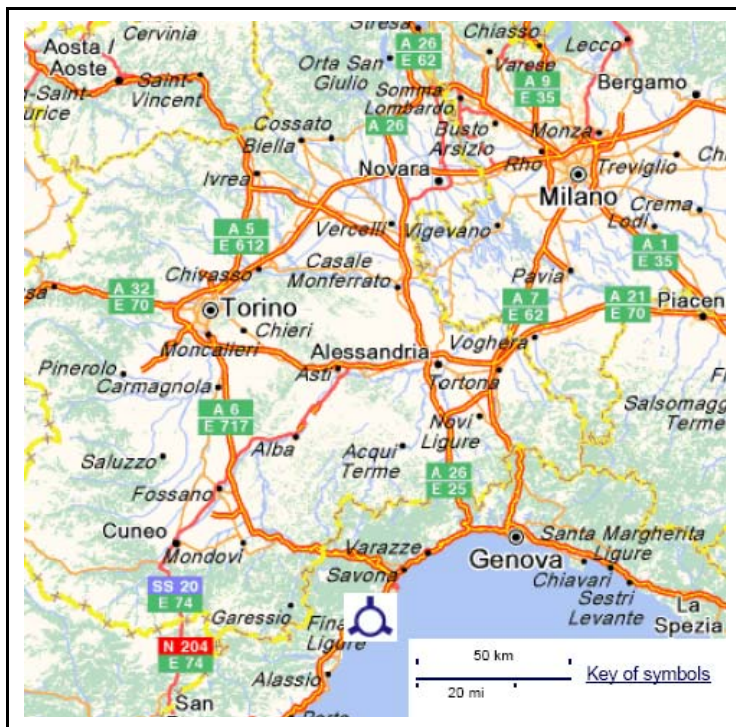 Cervinia
Stresa
A 26
E 62
Chiasso
Lecco
Aosta /
Aoste
Orta San
Giulio
Varese
A 9
E 35
Bergamo
Saint-
Vincent
Somma
Lombardo
A 26
Cossato
Biella
Busto
Arsizio
Monza
Rho
Treviglio
Ivrea
Novara
Milano
Crema
Lodi
A 5
E 612
Vercelli
Vigevano
A 1
E 35
Chivasso
Casale
Monferrato
Pavia
A 32
E 70
Torino
A 7
E 62
A 21
E 70
Piacen
Chieri
Moncalieri
Alessandria
Voghera
Pinerolo
Asti
Tortona
Carmagnola
A 6
E 717
Novi
Ligure
Salsomagg
Terme
Alba
Acqui
Terme
Saluzzo
A 26
E 25
Fossano
Cuneo
Mondovi
Varazze
Genova
Santa Margherita
Ligure
Savona
Chiavari
SS 20
E 74
Garessio
Sestri
Levante
Fina
Ligure
La
Spezia
N 204
E 74
50 km
Key of symbols
Alassio
20 mi
San